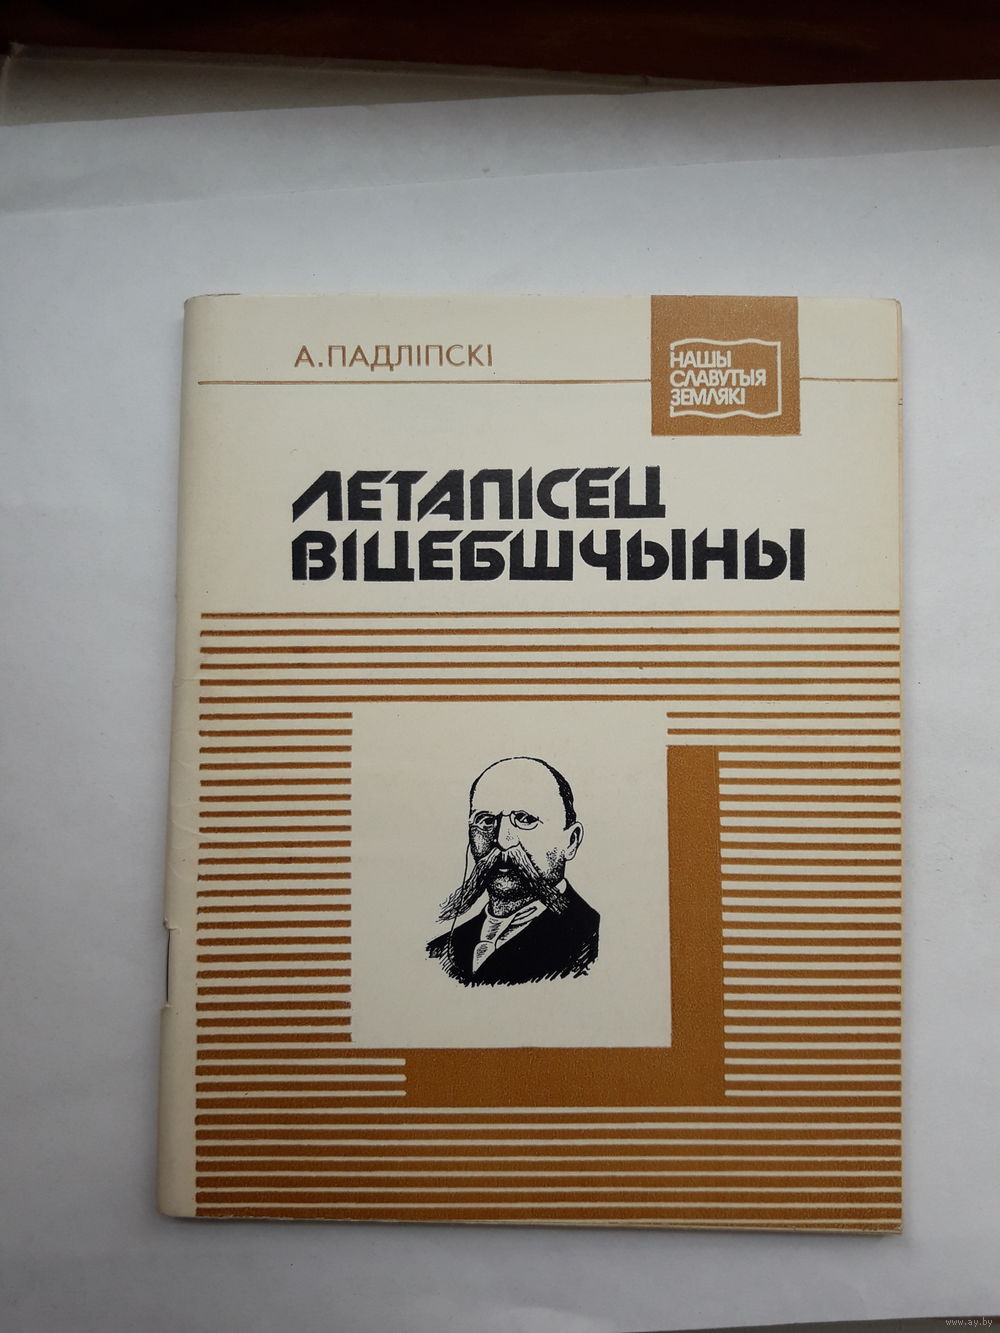 А.ПАДЛІПСКІ
НАШЫ
СЛАВУТЫЯ
ЗЕМЛЯКІ
ЛЕТАПІСЕЦ
ВІЦЕБШЧЫНЫ
www.ay.by